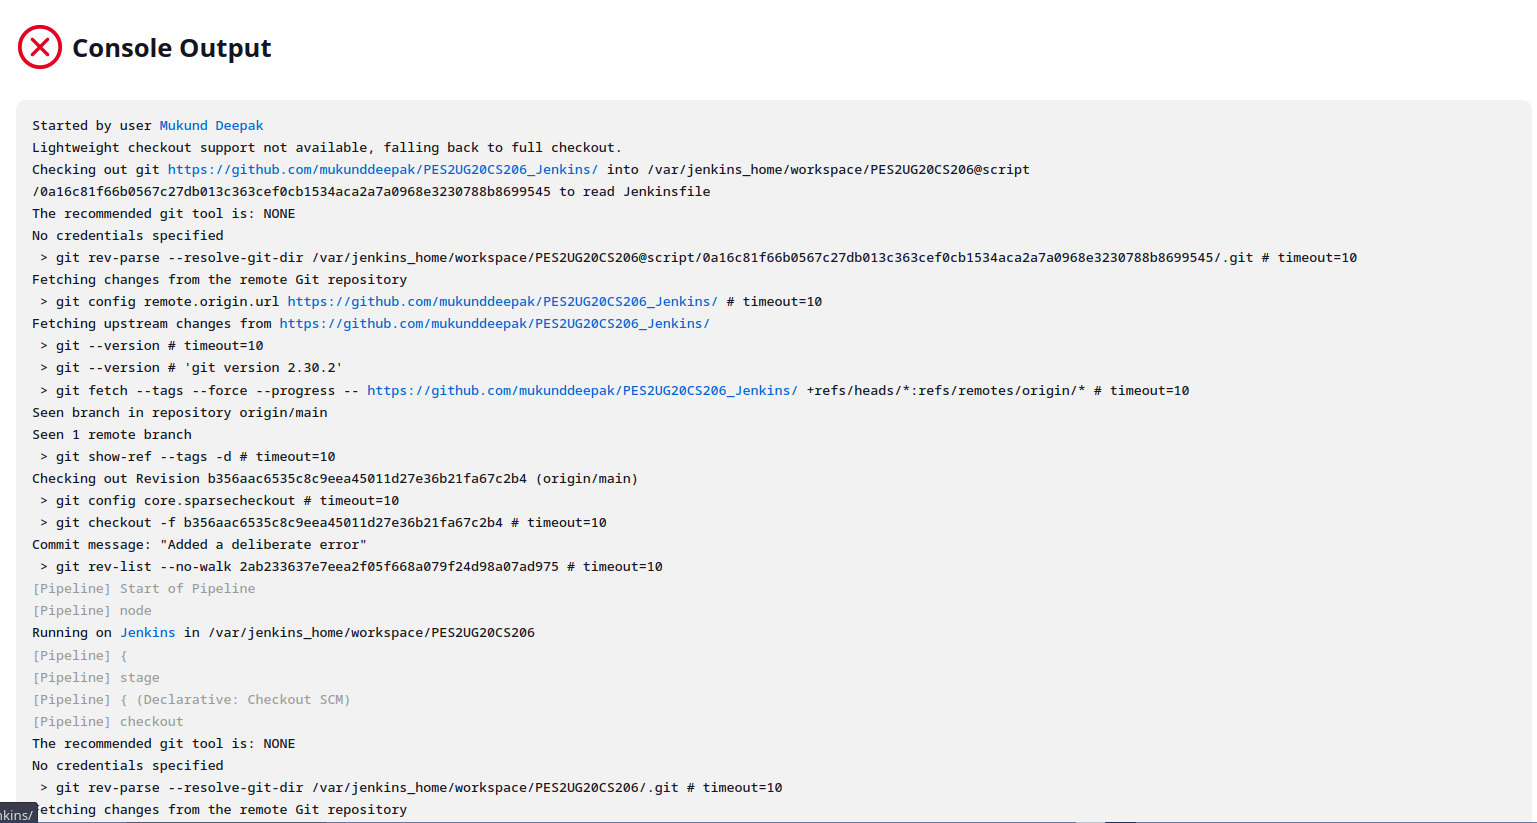 Console Output
Started by user Mukund Deepak
Lightweight checkout support not available, falling back to full checkout.
Checking out git https://github.com/mukunddeepak/PES2UG20CS206_Jenkins/ into /var/jenkins_home/workspace/PES2UG20CS206@script
/0a16c81f66b0567c27db013c363cef0cb1534aca2a7a0968e3230788b8699545 to read Jenkinsfile
The recommended git tool is: NONE
No credentials specified
 > git rev-parse --resolve-git-dir /var/jenkins_home/workspace/PES2UG20CS206@script/0a16c81f66b0567c27db013c363cef0cb1534aca2a7a0968e3230788b8699545/.git # timeout=10
Fetching changes from the remote Git repository
 > git config remote.origin.url https://github.com/mukunddeepak/PES2UG20CS206_Jenkins/ # timeout=10
Fetching upstream changes from https://github.com/mukunddeepak/PES2UG20CS206_Jenkins/
 > git --version # timeout=10
 > git --version # 'git version 2.30.2'
 > git fetch --tags --force --progress -- https://github.com/mukunddeepak/PES2UG20CS206_Jenkins/ +refs/heads/*:refs/remotes/origin/* # timeout=10
Seen branch in repository origin/main
Seen 1 remote branch
 > git show-ref --tags -d # timeout=10
Checking out Revision b356aac6535c8c9eea45011d27e36b21fa67c2b4 (origin/main)
 > git config core.sparsecheckout # timeout=10
 > git checkout -f b356aac6535c8c9eea45011d27e36b21fa67c2b4 # timeout=10
Commit message: "Added a deliberate error"
 > git rev-list --no-walk 2ab233637e7eea2f05f668a079f24d98a07ad975 # timeout=10
[Pipeline] Start of Pipeline
[Pipeline] node
Running on Jenkins in /var/jenkins_home/workspace/PES2UG20CS206
[Pipeline] {
[Pipeline] stage
[Pipeline] { (Declarative: Checkout SCM)
[Pipeline] checkout
The recommended git tool is: NONE
No credentials specified
 > git rev-parse --resolve-git-dir /var/jenkins_home/workspace/PES2UG20CS206/.git # timeout=10
Fetching changes from the remote Git repository
nkins/